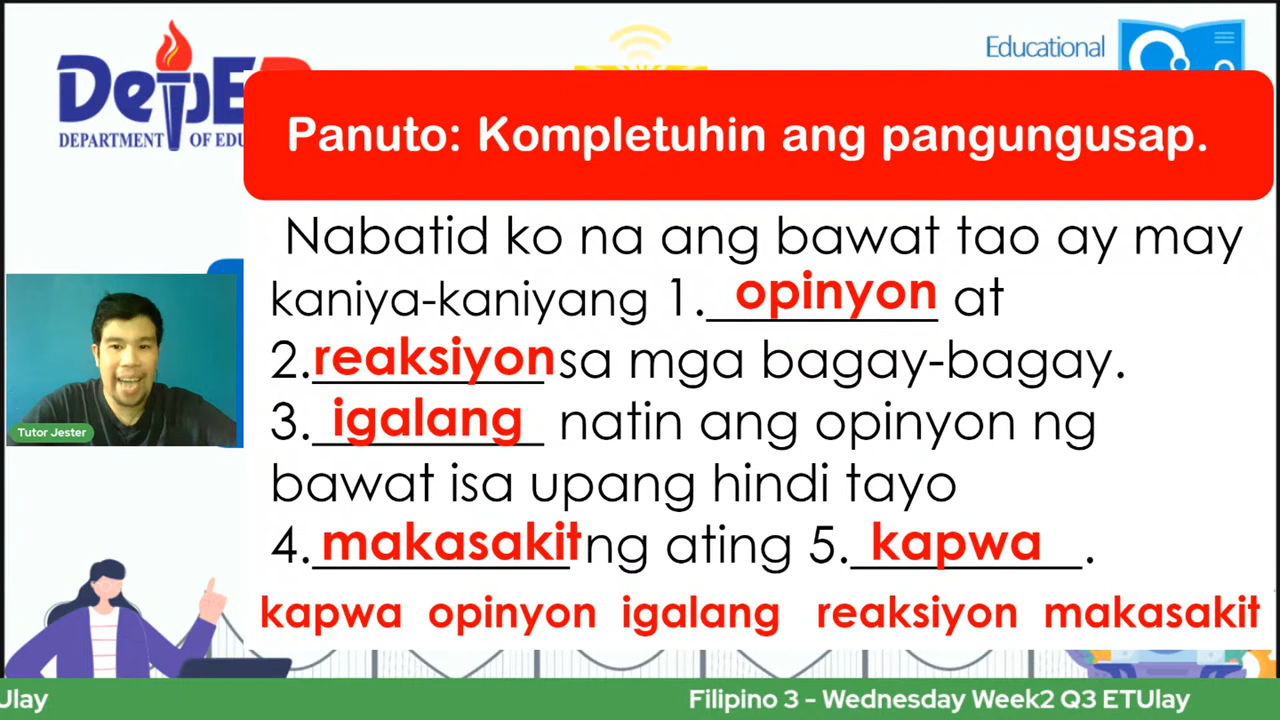 DepE
DEPARTMENT OF EDU
Educational
Panuto: Kompletuhin ang pangungusap.
Nabatid ko na ang bawat tao ay may
kaniya-kaniyang 1. opinyon at
2. reaksiyon sa mga bagay-bagay.
3. igalang natin ang opinyon ng
bawat isa upang hindi tayo
4. makasakit ng ating 5. kapwa.
kapwa opinyon igalang reaksiyon makasakit
Tutor Jester
Ulay
Filipino 3 - Wednesday Week2 Q3 ETUlay